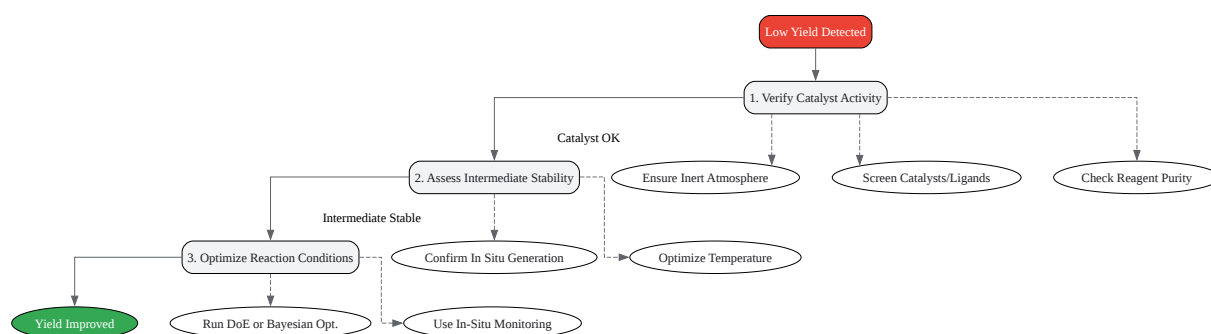 Low Yield Detected
1. Verify Catalyst Activity
Catalyst OK
2. Assess Intermediate Stability
Ensure Inert Atmosphere
Screen Catalysts/Ligands
Check Reagent Purity
Intermediate Stable
3. Optimize Reaction Conditions
Confirm In Situ Generation
Optimize Temperature
Yield Improved
Run DoE or Bayesian Opt.
Use In-Situ Monitoring